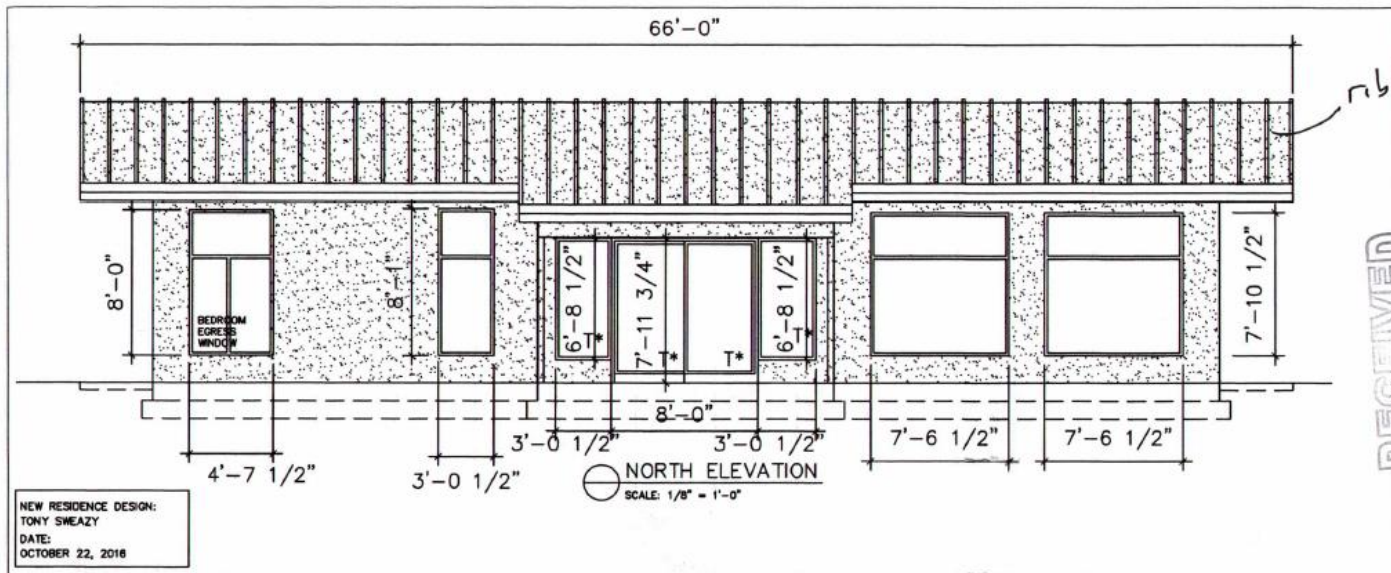 66'-0"
rib
8'-0"
BEDROOM
EGRESS
WINDOW
8'-1"
6'-8 1/2"
T*
7'-11 3/4"
T*
T*
6'-8 1/2"
T*
7'-10 1/2"
RECEIVED
4'-7 1/2"
3'-0 1/2"
3'-0 1/2"
8'-0"
3'-0 1/2"
7'-6 1/2"
7'-6 1/2"
NORTH ELEVATION
SCALE: 1/8" = 1'-0"
NEW RESIDENCE DESIGN:
TONY SWEAZY
DATE:
OCTOBER 22, 2016